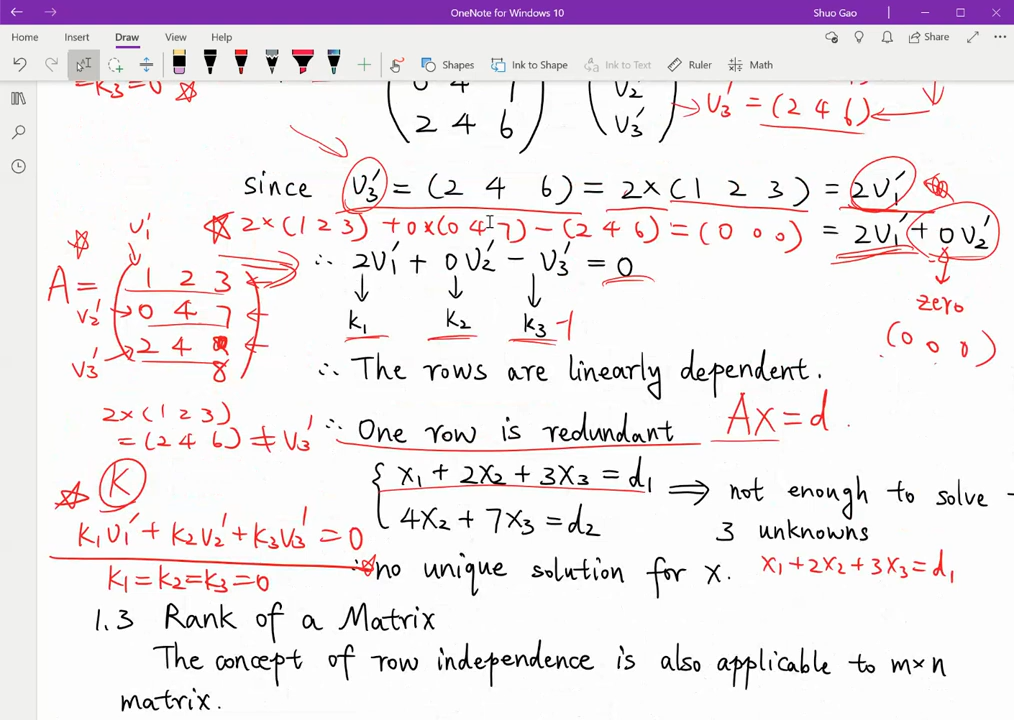 OneNote for Windows 10
Shuo Gao
Home Insert Draw View Help
Share
Shapes Ink to Shape Ink to Text Ruler Math
=K₃=0
0 4 7
2 4 6
V₂'
V₃'
V₃' = (2 4 6)
since V₃' = (2 4 6) = 2×(1 2 3) = 2V₁'
2×(1 2 3) + 0×(0 4 7) − (2 4 6) = (0 0 0) = 2V₁' + 0V₂'
V₁'
∴ 2V₁' + 0V₂' − V₃' = 0
zero
(0 0 0)
k₁ k₂ k₃ -1
A = 1 2 3
V₂' 0 4 7
V₃' 2 4 8
8
∴ The rows are linearly dependent.
2×(1 2 3)
= (2 4 6) ≠ V₃'
∴ One row is redundant
Ax = d
{ x₁ + 2x₂ + 3x₃ = d₁ ⟹ not enough to solve
4x₂ + 7x₃ = d₂ 3 unknowns
K
k₁V₁' + k₂V₂' + k₃V₃' = 0
k₁ = k₂ = k₃ = 0
∴ no unique solution for x.
x₁ + 2x₂ + 3x₃ = d₁
1.3 Rank of a Matrix
The concept of row independence is also applicable to m×n
matrix.